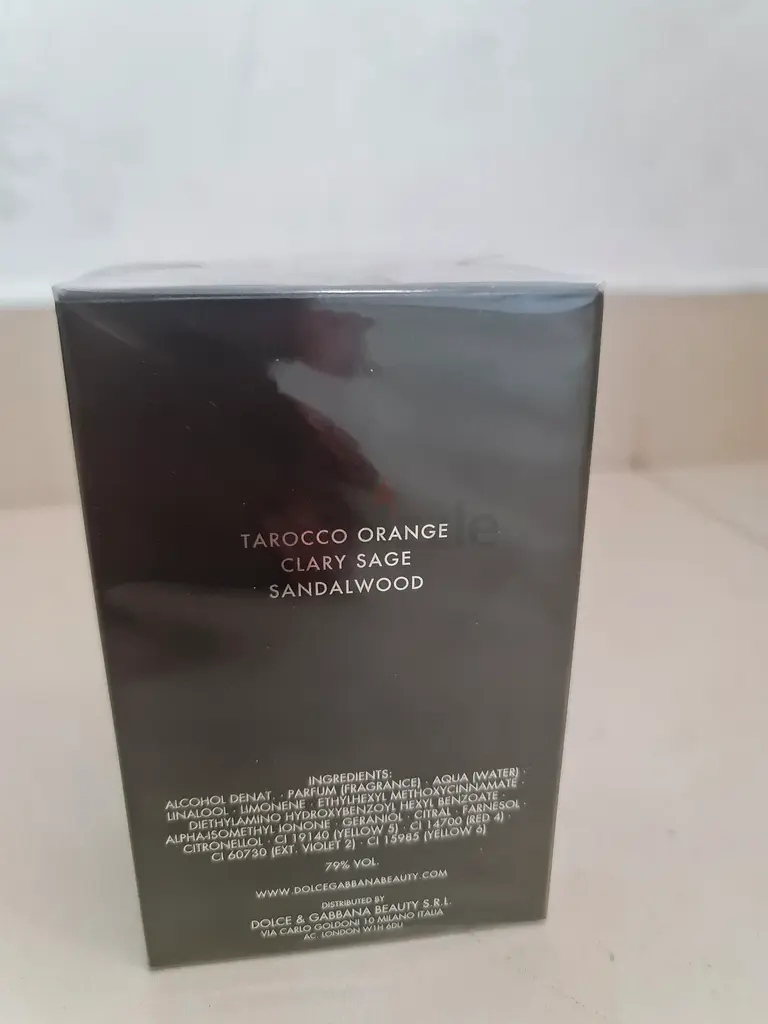 TAROCCO ORANGE
CLARY SAGE
SANDALWOOD
INGREDIENTS:
ALCOHOL DENAT. · PARFUM (FRAGRANCE) · AQUA (WATER) ·
LINALOOL · LIMONENE · ETHYLHEXYL METHOXYCINNAMATE ·
DIETHYLAMINO HYDROXYBENZOYL HEXYL BENZOATE ·
ALPHA-ISOMETHYL IONONE · GERANIOL · CITRAL · FARNESOL ·
CITRONELLOL · CI 19140 (YELLOW 5) · CI 14700 (RED 4) ·
CI 60730 (EXT. VIOLET 2) · CI 15985 (YELLOW 6)
79% VOL.
WWW.DOLCEGABBANABEAUTY.COM
DISTRIBUTED BY
DOLCE & GABBANA BEAUTY S.R.L.
VIA CARLO GOLDONI 10 MILANO ITALIA
AC. LONDON W1H 6DU